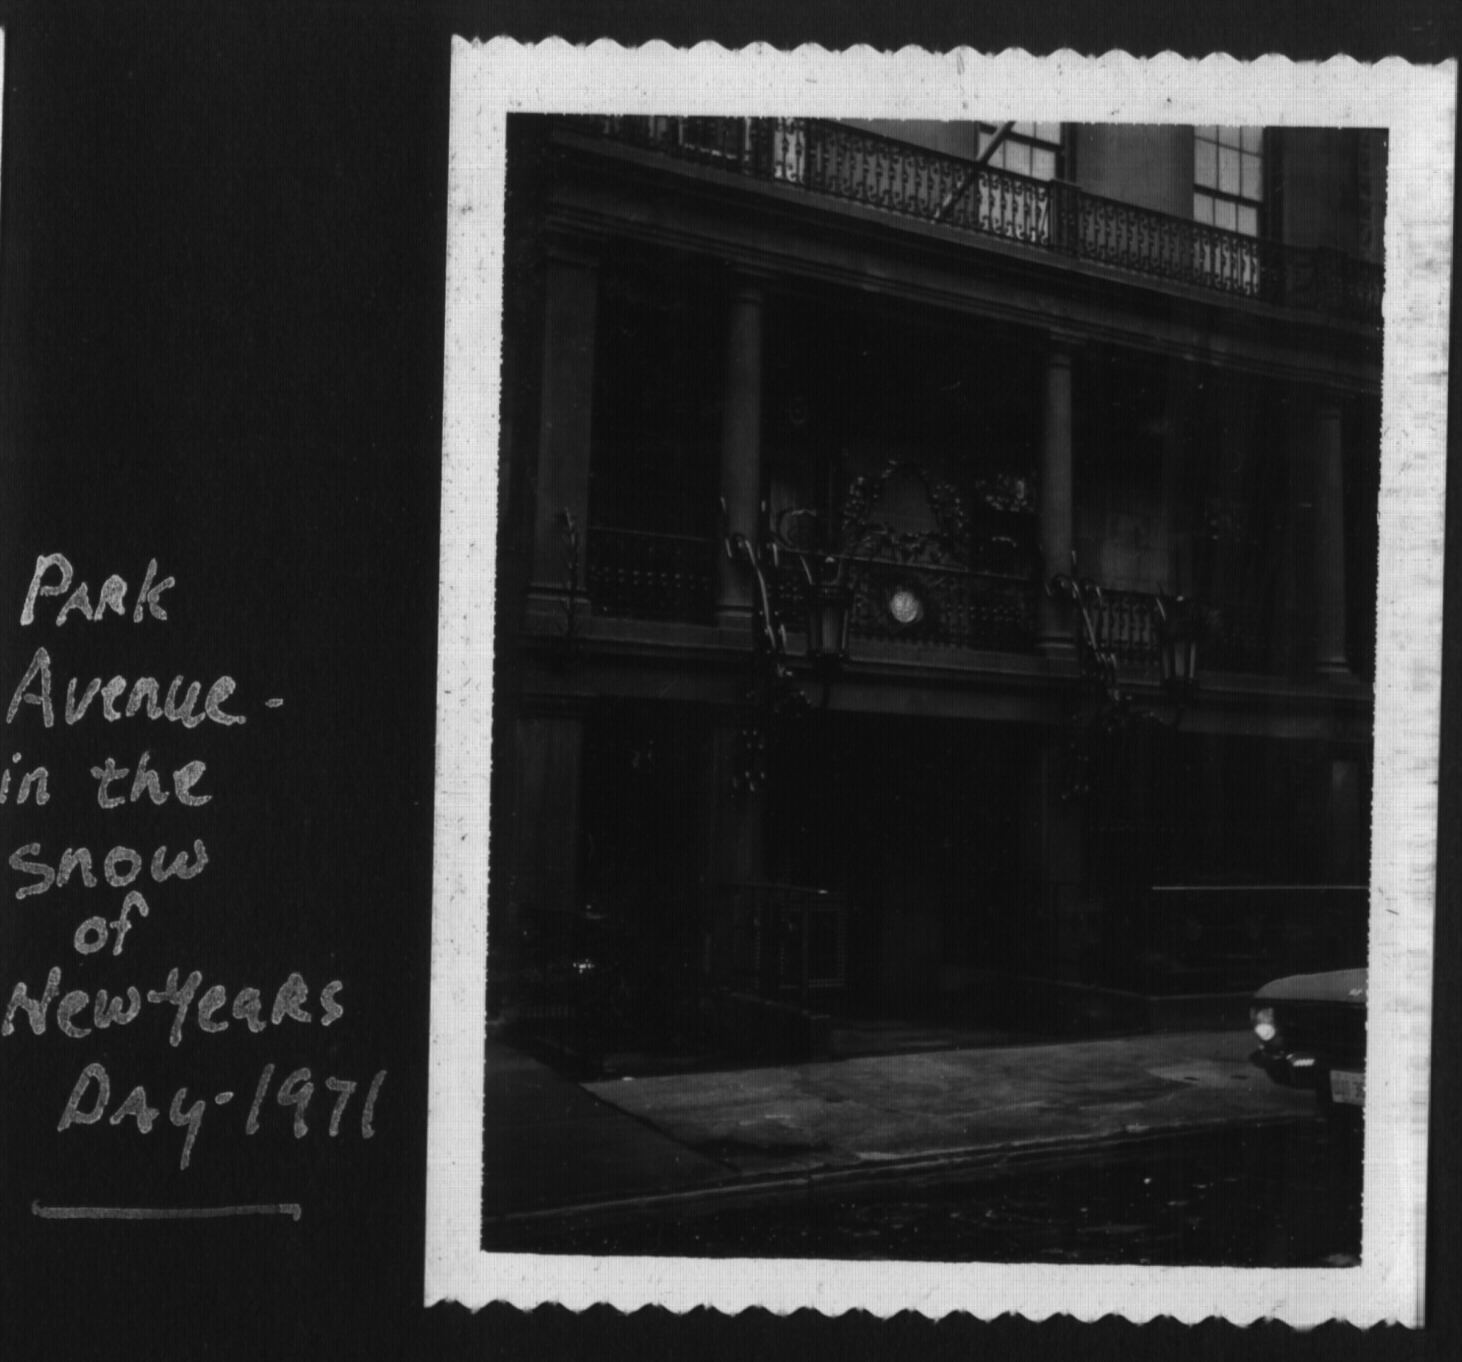 PARK
Avenue-
in the
snow
of
New Years
DAy-1971